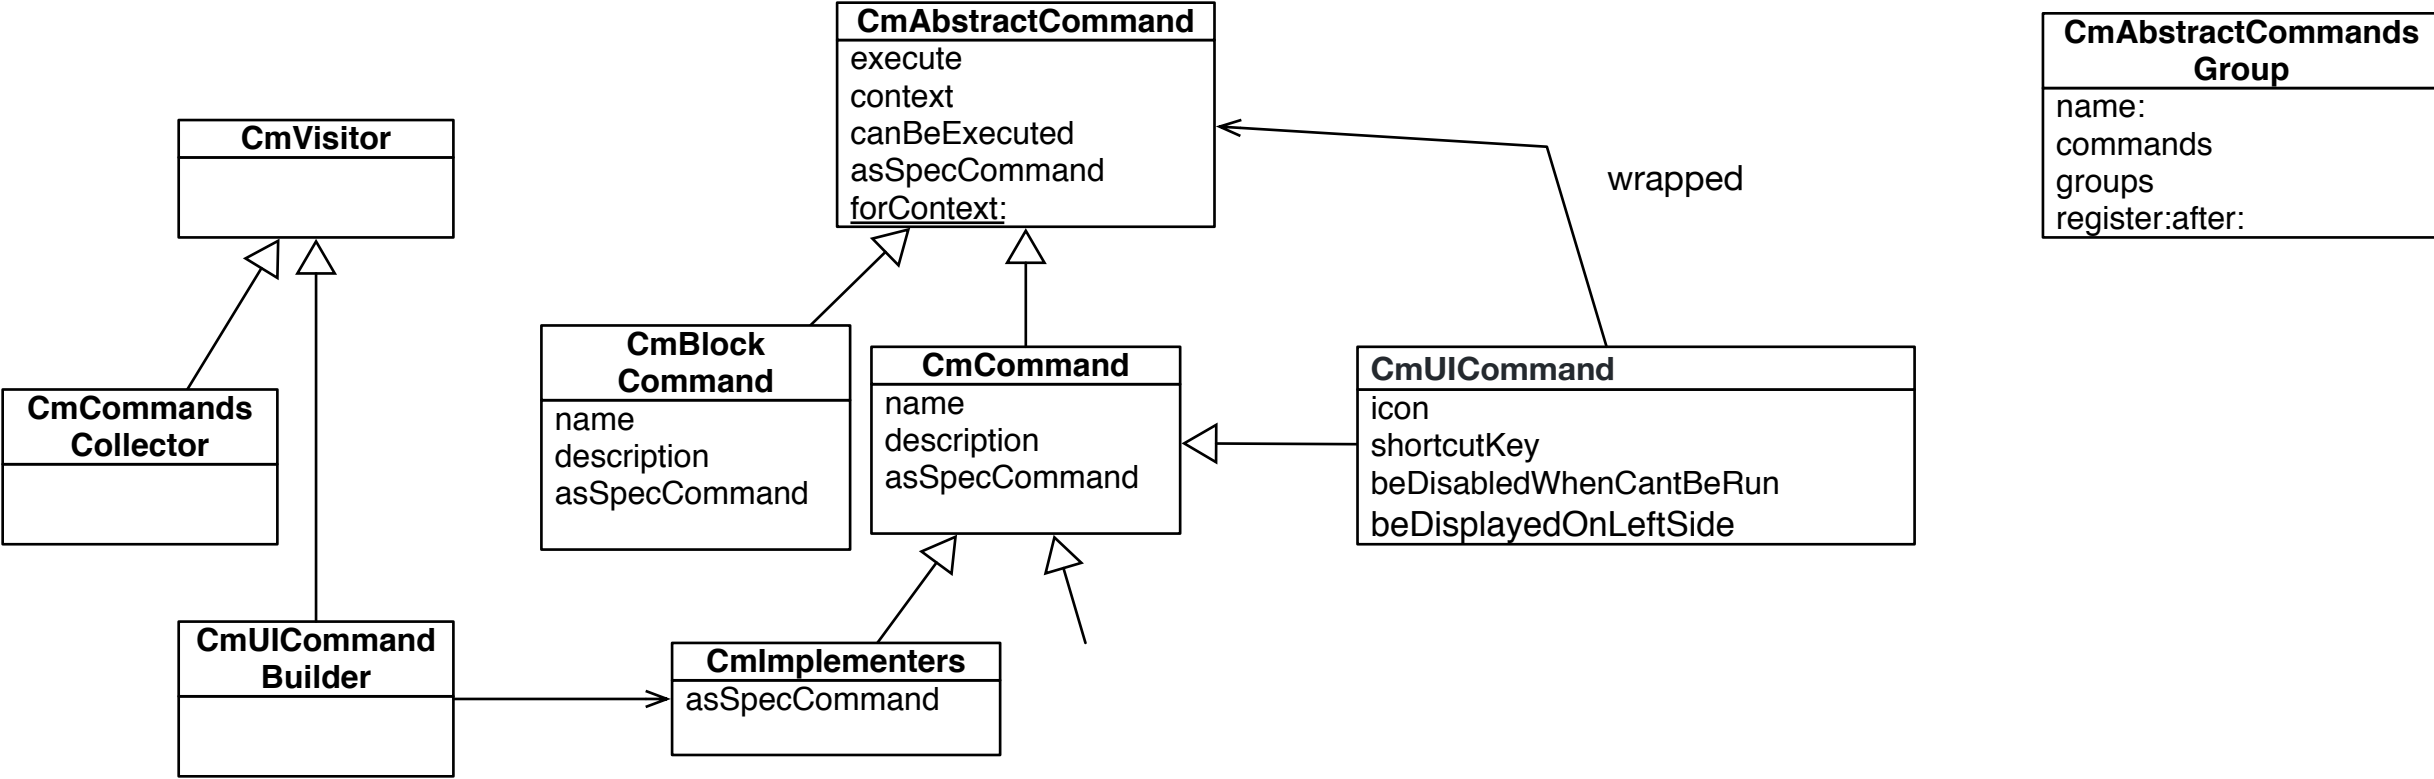 CmAbstractCommand
execute
context
canBeExecuted
asSpecCommand
forContext:
CmAbstractCommands
Group
name:
commands
groups
register:after:
CmVisitor
wrapped
CmBlock
Command
name
description
asSpecCommand
CmCommand
name
description
asSpecCommand
CmUICommand
icon
shortcutKey
beDisabledWhenCantBeRun
beDisplayedOnLeftSide
CmCommands
Collector
CmUICommand
Builder
CmImplementers
asSpecCommand